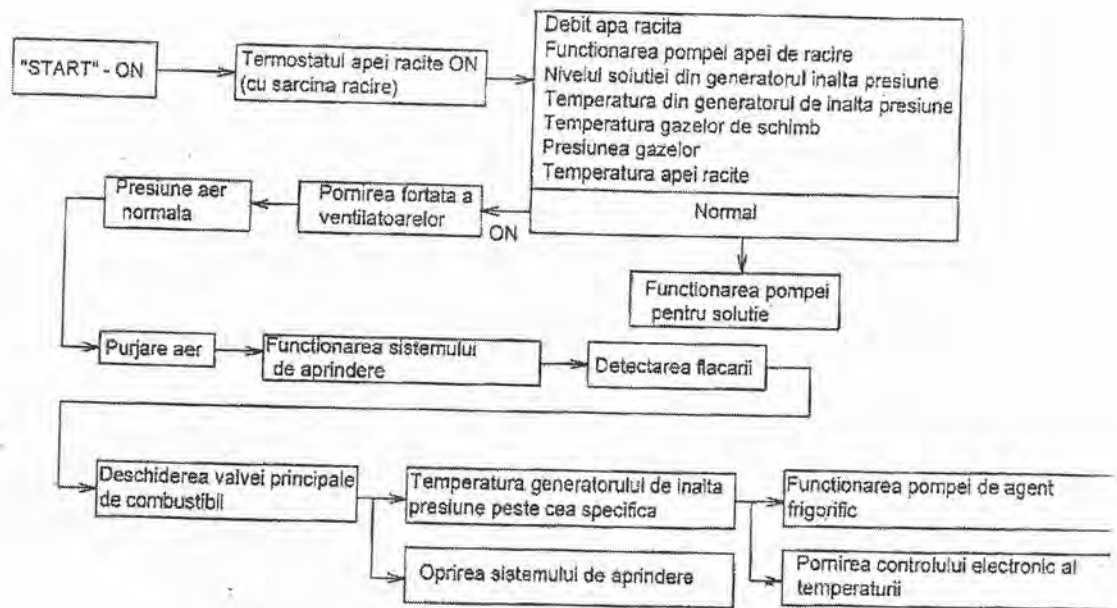 "START" - ON
Termostatul apei racite ON
(cu sarcina racire)
Debit apa racita
Functionarea pompei apei de racire
Nivelul solutiei din generatorul inalta presiune
Temperatura din generatorul de inalta presiune
Temperatura gazelor de schimb
Presiunea gazelor
Temperatura apei racite
Normal
ON
Pornirea fortata a
ventilatoarelor
Presiune aer
normala
Functionarea pompei
pentru solutie
Purjare aer
Functionarea sistemului
de aprindere
Detectarea flacarii
Deschiderea valvei principale
de combustibil
Temperatura generatorului de inalta
presiune peste cea specifica
Functionarea pompei de agent
frigorific
Oprirea sistemului de aprindere
Pornirea controlului electronic al
temperaturii